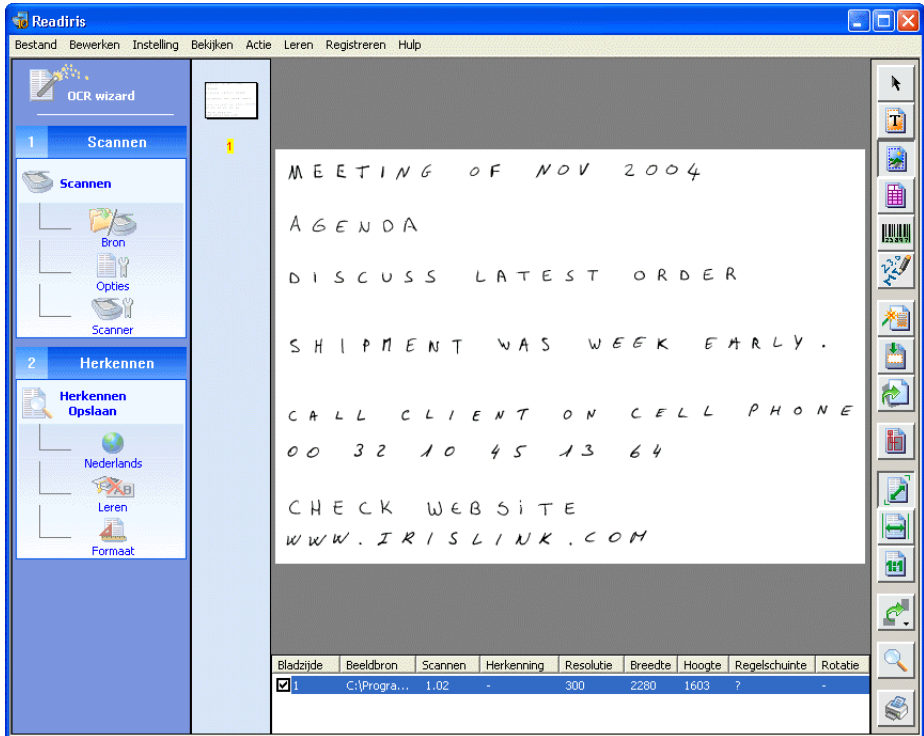 Readiris
Bestand Bewerken Instelling Bekijken Actie Leren Registreren Hulp
OCR wizard
1 Scannen
Scannen
Bron
Opties
Scanner
2 Herkennen
Herkennen
Opslaan
Nederlands
Leren
Formaat
1
MEETING OF NOV 2004
AGENDA
DISCUSS LATEST ORDER
SHIPMENT WAS WEEK EARLY.
CALL CLIENT ON CELL PHONE
00 32 10 45 13 64
CHECK WEBSiTE
WWW.IRISLINK.COM
Bladzijde Beeldbron Scannen Herkenning Resolutie Breedte Hoogte Regelschuinte Rotatie
1 C:\Progra... 1.02 - 300 2280 1603 ? -
T
1:1